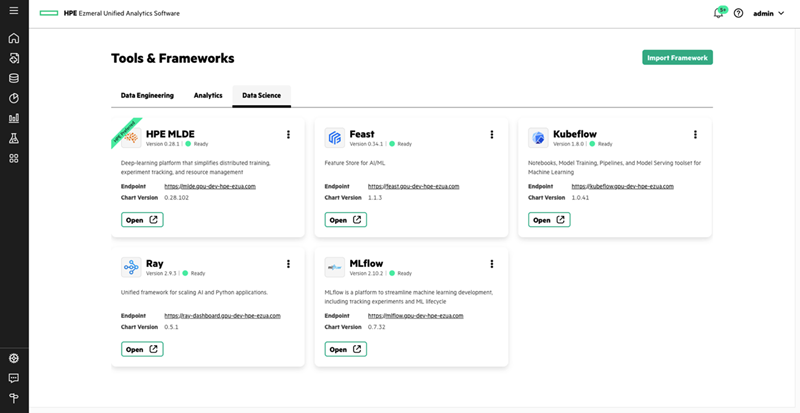 HPE Ezmeral Unified Analytics Software
5+
admin
Tools & Frameworks
Import Framework
Data Engineering
Analytics
Data Science
HPE MLDE
Version 0.28.1 | Ready
Deep-learning platform that simplifies distributed training,
experiment tracking, and resource management
Endpoint https://mlde.gpu-dev-hpe-ezua.com
Chart Version 0.28.102
Open
Feast
Version 0.34.1 | Ready
Feature Store for AI/ML
Endpoint https://feast.gpu-dev-hpe-ezua.com
Chart Version 1.1.3
Open
Kubeflow
Version 1.8.0 | Ready
Notebooks, Model Training, Pipelines, and Model Serving toolset for
Machine Learning
Endpoint https://kubeflow.gpu-dev-hpe-ezua.com
Chart Version 1.0.41
Open
Ray
Version 2.9.3 | Ready
Unified framework for scaling AI and Python applications.
Endpoint https://ray-dashboard.gpu-dev-hpe-ezua.com
Chart Version 0.5.1
Open
mlflow
MLflow
Version 2.10.2 | Ready
MLflow is a platform to streamline machine learning development,
including tracking experiments and ML lifecycle
Endpoint https://mlflow.gpu-dev-hpe-ezua.com
Chart Version 0.7.32
Open